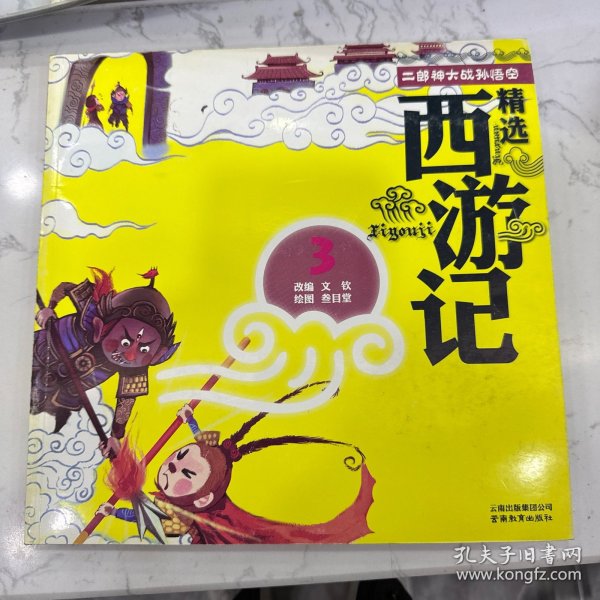 二郎神大战孙悟空
精选
Jingxuan
西游记
Xiyouji
3
改编 文 钦
绘图 叁目堂
云南出版集团公司
云南教育出版社
孔夫子旧书网
www.kongfz.com